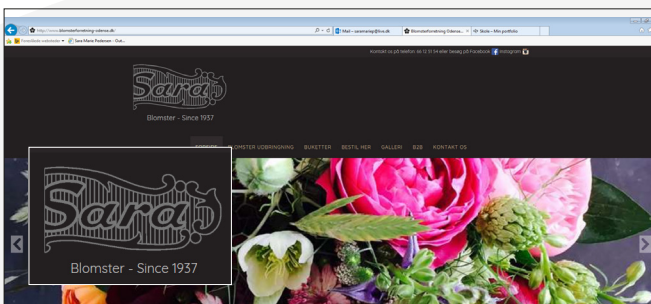 http://www.blomsterforretning-odense.dk/
Mail - saramariep@live.dk
Blomsterforretning Odense...
Skole - Min portfolio
Foreslåede websteder
Sara Marie Pedersen - Out...
Kontakt os på telefon: 66 12 51 54 eller besøg på Facebook Instagram
Sara
Blomster - Since 1937
FORSIDE BLOMSTER UDBRINGNING BUKETTER BESTIL HER GALLERI B2B KONTAKT OS
Sara
Blomster - Since 1937